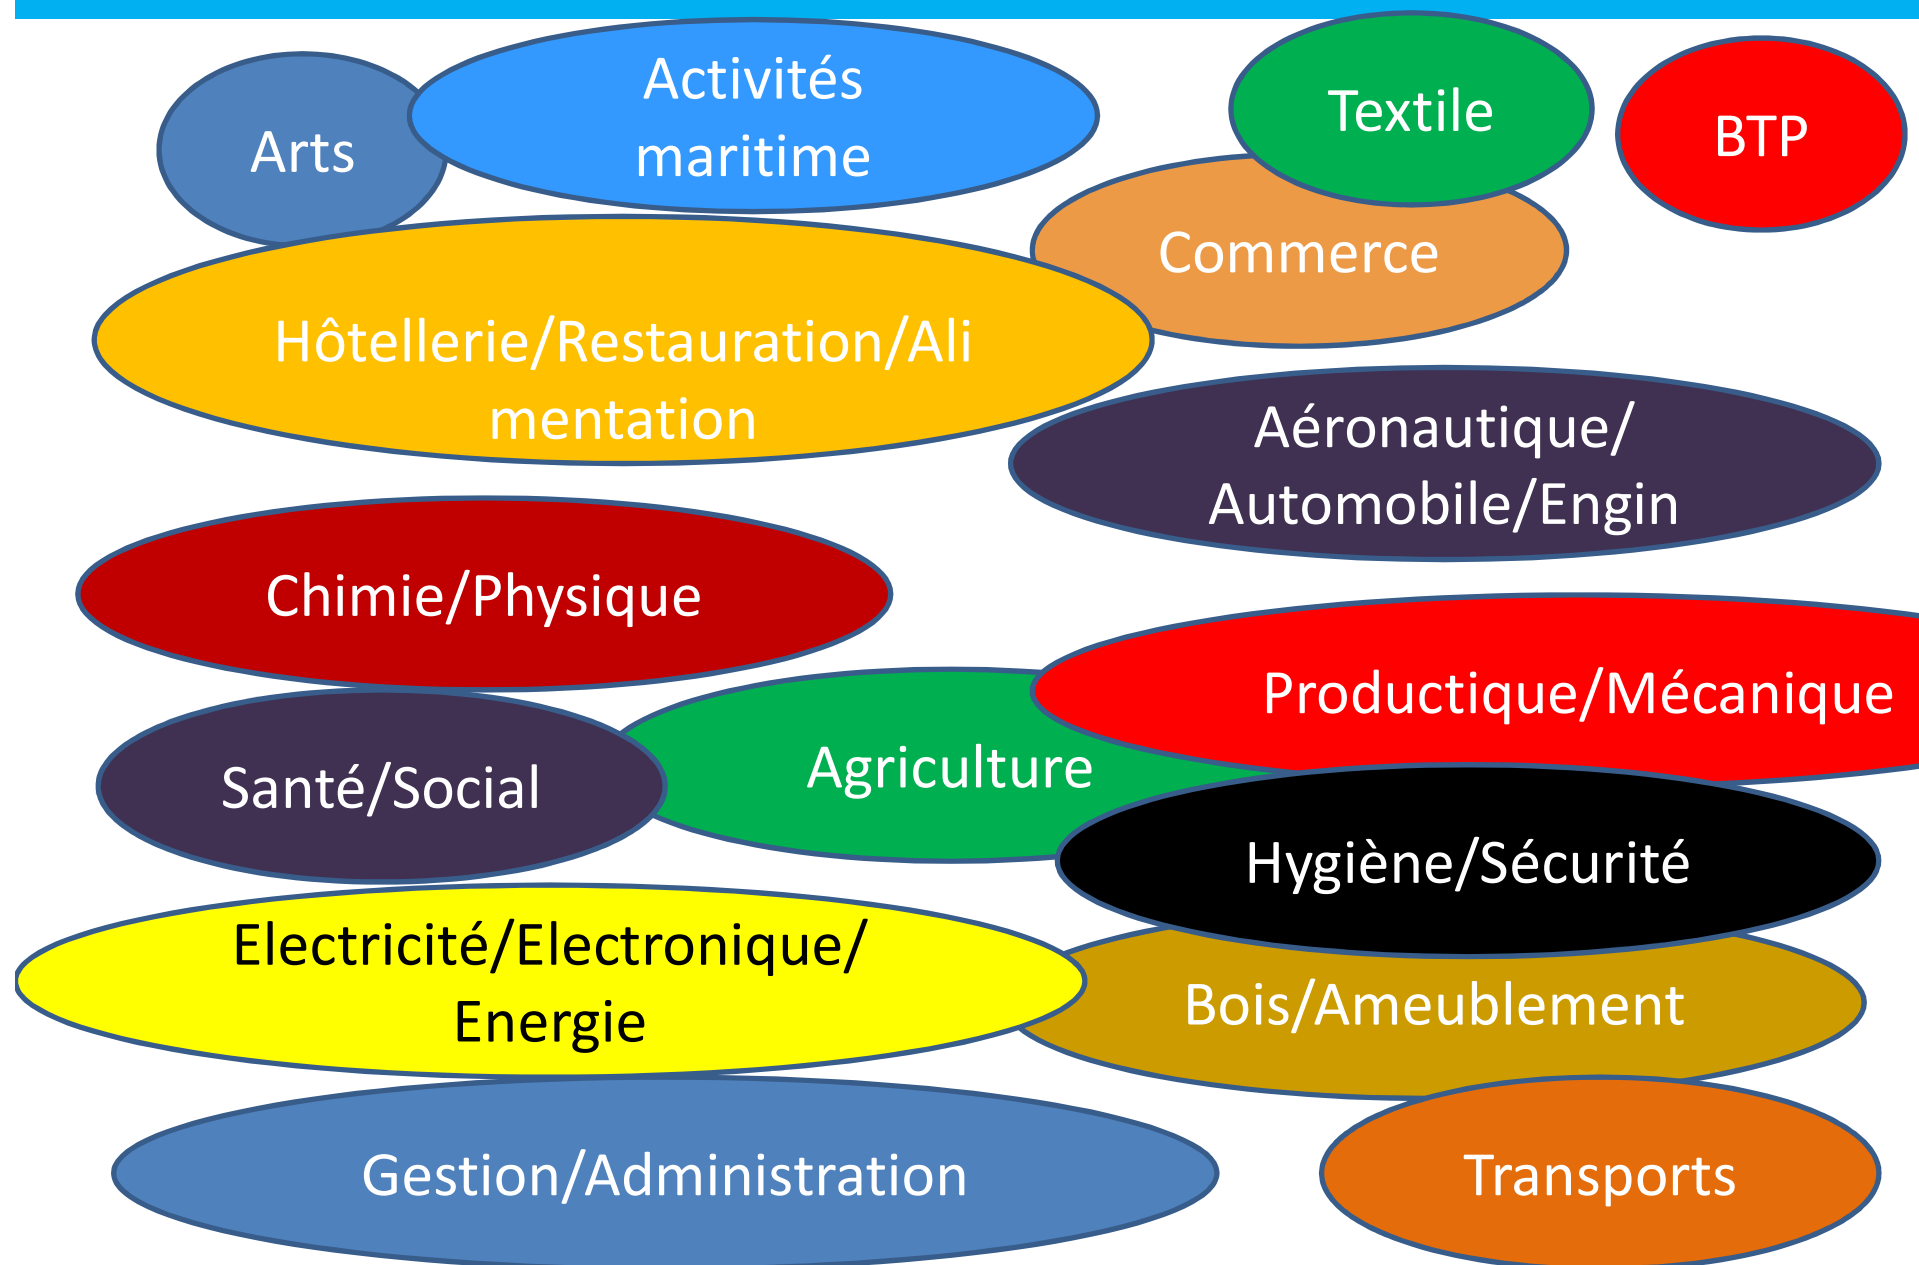 Arts
Activités
maritime
Textile
BTP
Commerce
Hôtellerie/Restauration/Ali
mentation
Aéronautique/
Automobile/Engin
Chimie/Physique
Productique/Mécanique
Santé/Social
Agriculture
Hygiène/Sécurité
Electricité/Electronique/
Energie
Bois/Ameublement
Gestion/Administration
Transports